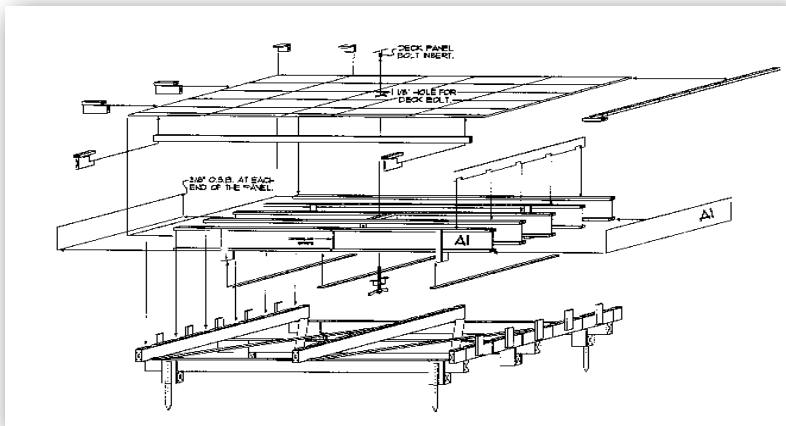 DECK PANEL
BOLT INSERT.
1 1/8" HOLE FOR
DECK BOLT.
3/8" O.S.B. AT EACH
END OF THE PANEL.
A1
A1